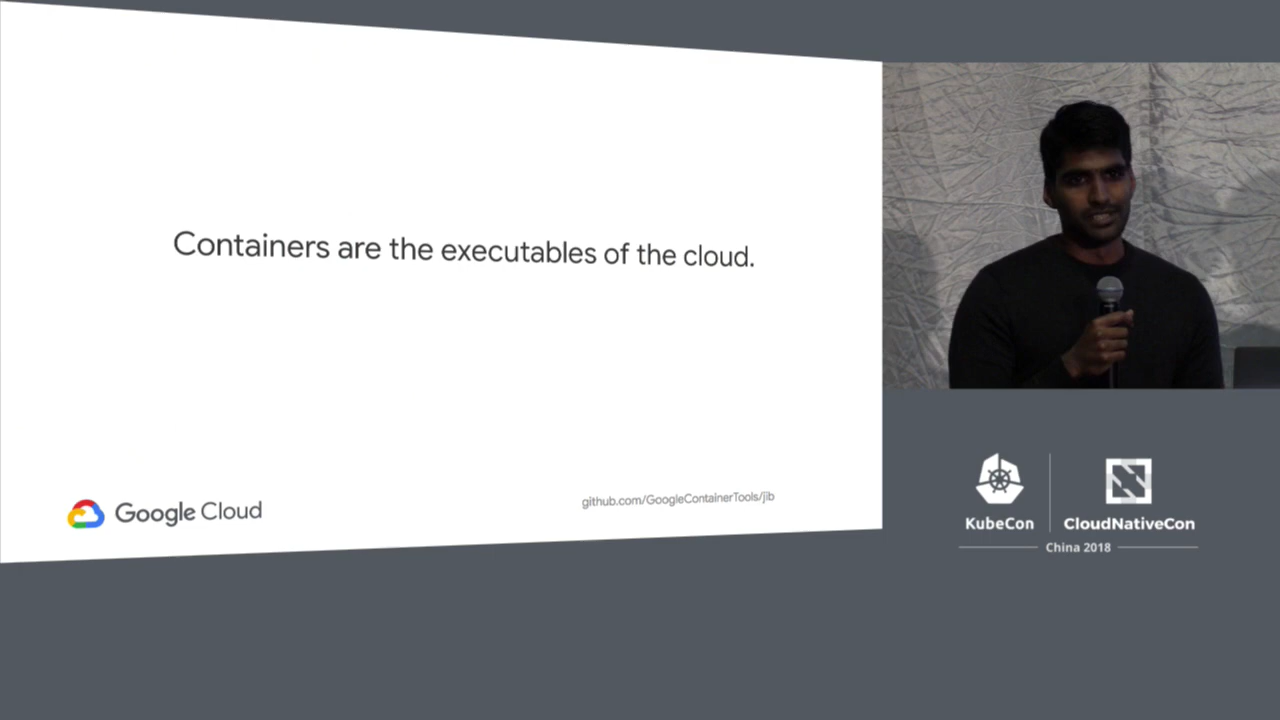 Containers are the executables of the cloud.
Google Cloud
github.com/GoogleContainerTools/jib
KubeCon
CloudNativeCon
China 2018